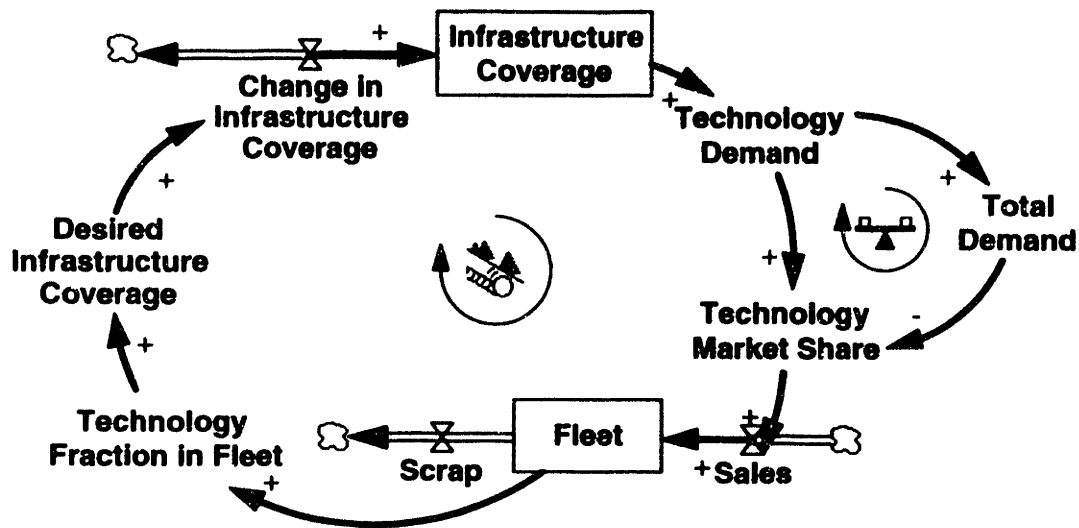 +
Infrastructure
Coverage
Change in
Infrastructure
Coverage
+
Technology
Demand
+
+
Desired
Infrastructure
Coverage
Total
Demand
+
Technology
Market Share
-
+
Technology
Fraction in Fleet
+
Scrap
Fleet
+
+
Sales